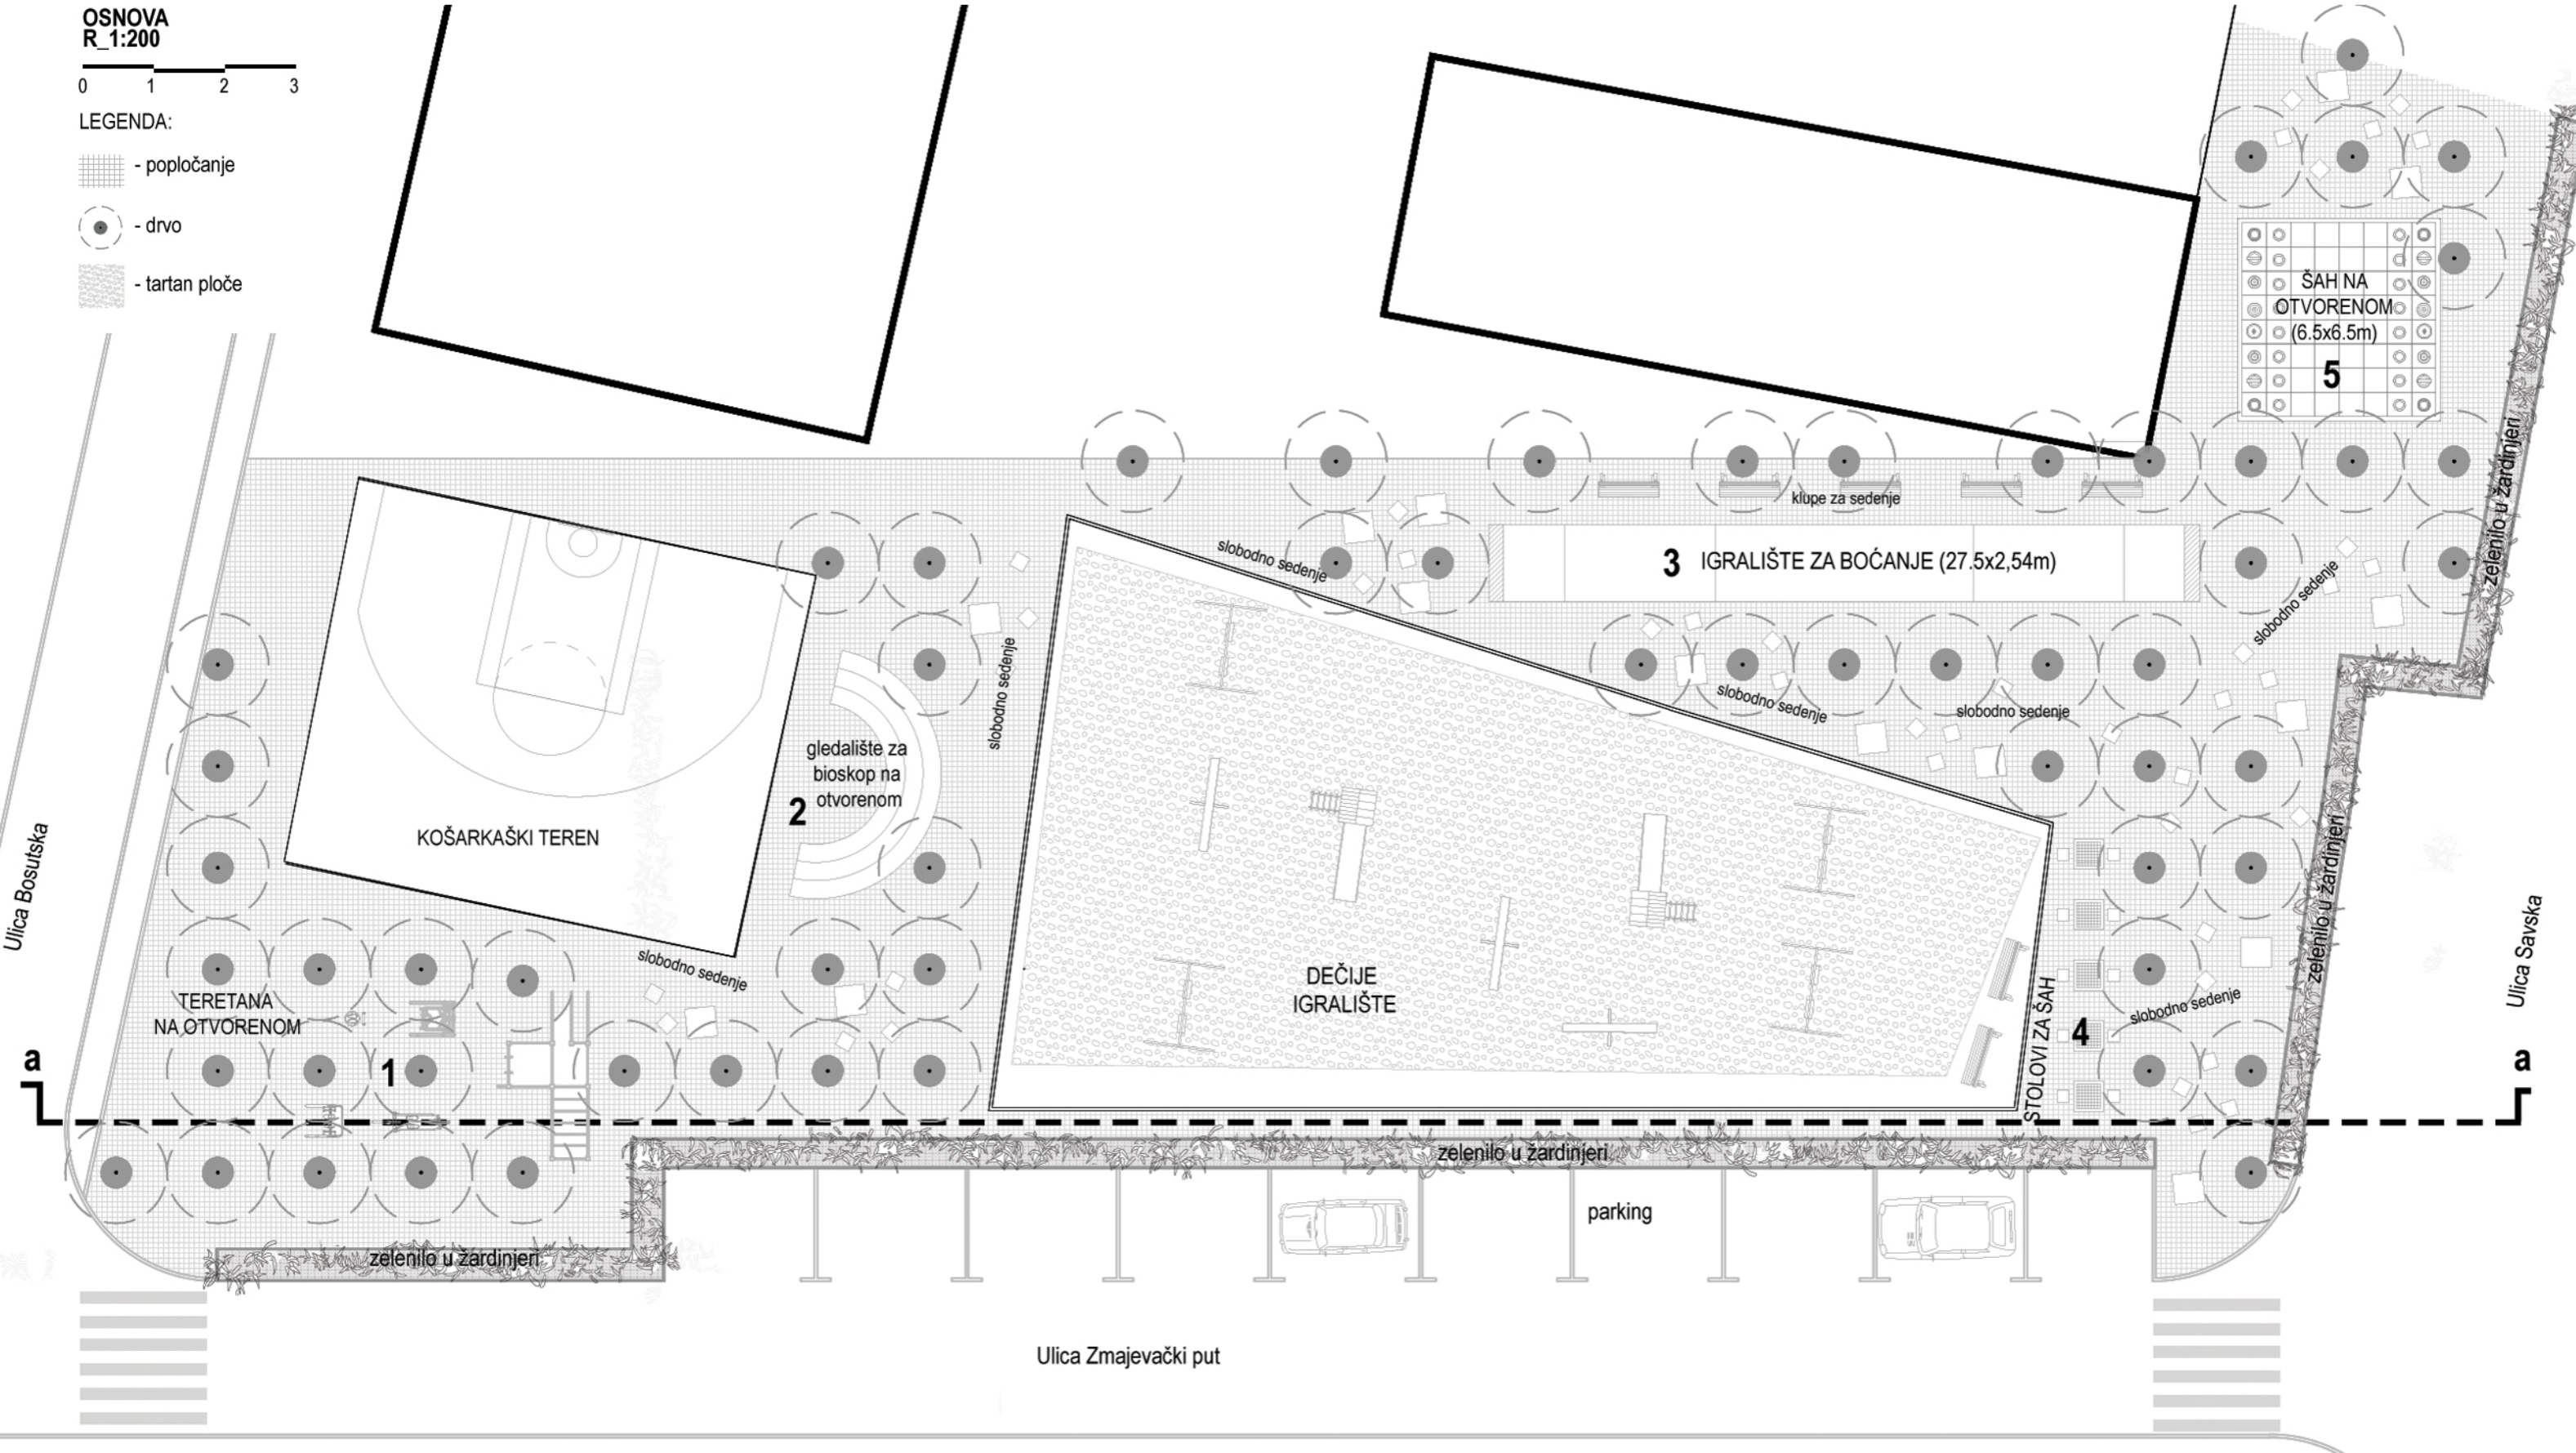 OSNOVA
R_1:200
0 1 2 3
LEGENDA:
- popločanje
- drvo
- tartan ploče
ŠAH NA
OTVORENOM
(6.5x6.5m)
5
klupe za sedenje
zelenilo u žardinjeri
slobodno sedenje
3 IGRALIŠTE ZA BOĆANJE (27.5x2,54m)
slobodno sedenje
slobodno sedenje
slobodno sedenje
slobodno sedenje
gledalište za
bioskop na
otvorenom
2
KOŠARKAŠKI TEREN
Ulica Bosutska
zelenilo u žardinjeri
Ulica Savska
slobodno sedenje
DEČIJE
IGRALIŠTE
TERETANA
NA OTVORENOM
1
STOLOVI ZA ŠAH
4
slobodno sedenje
a
a
zelenilo u žardinjeri
parking
zelenilo u žardinjeri
Ulica Zmajevački put